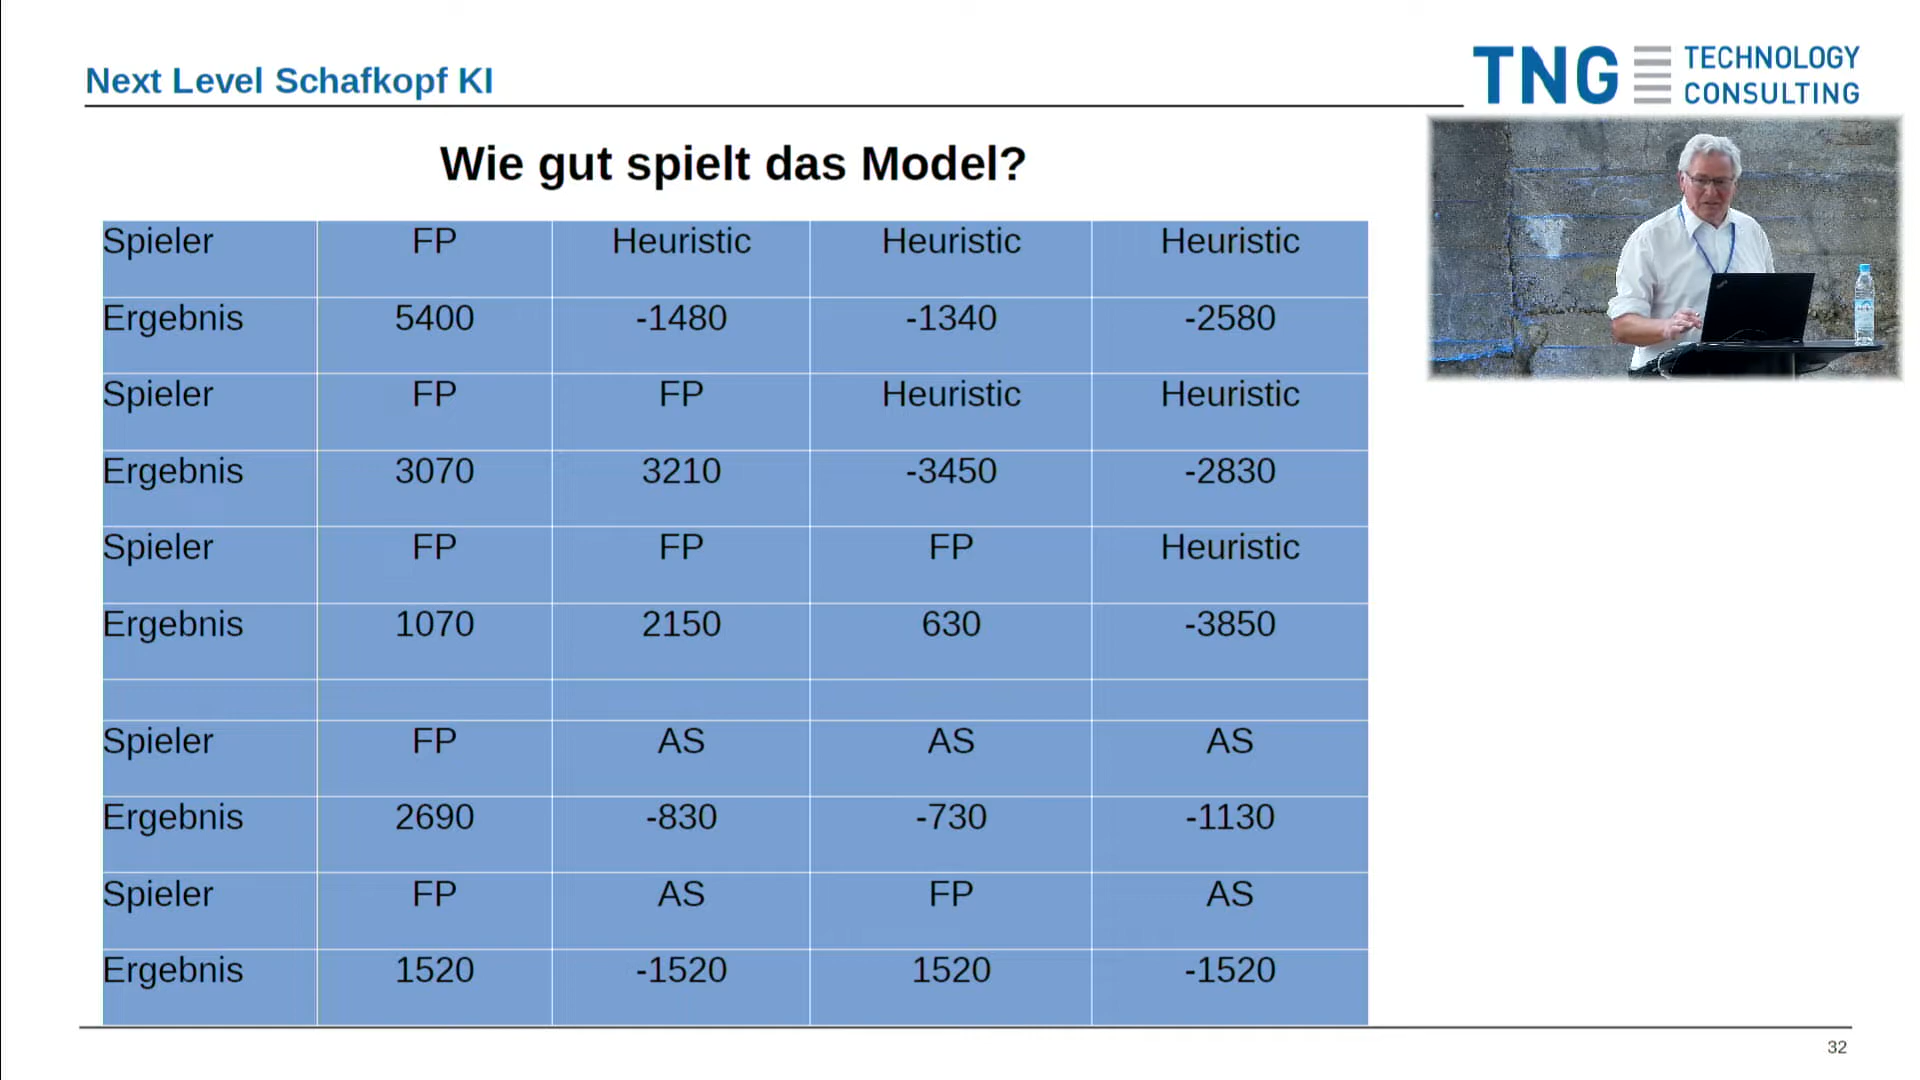 Next Level Schafkopf KI
TNG TECHNOLOGY CONSULTING
Wie gut spielt das Model?
Spieler FP Heuristic Heuristic Heuristic
Ergebnis 5400 -1480 -1340 -2580
Spieler FP FP Heuristic Heuristic
Ergebnis 3070 3210 -3450 -2830
Spieler FP FP FP Heuristic
Ergebnis 1070 2150 630 -3850
Spieler FP AS AS AS
Ergebnis 2690 -830 -730 -1130
Spieler FP AS FP AS
Ergebnis 1520 -1520 1520 -1520
32